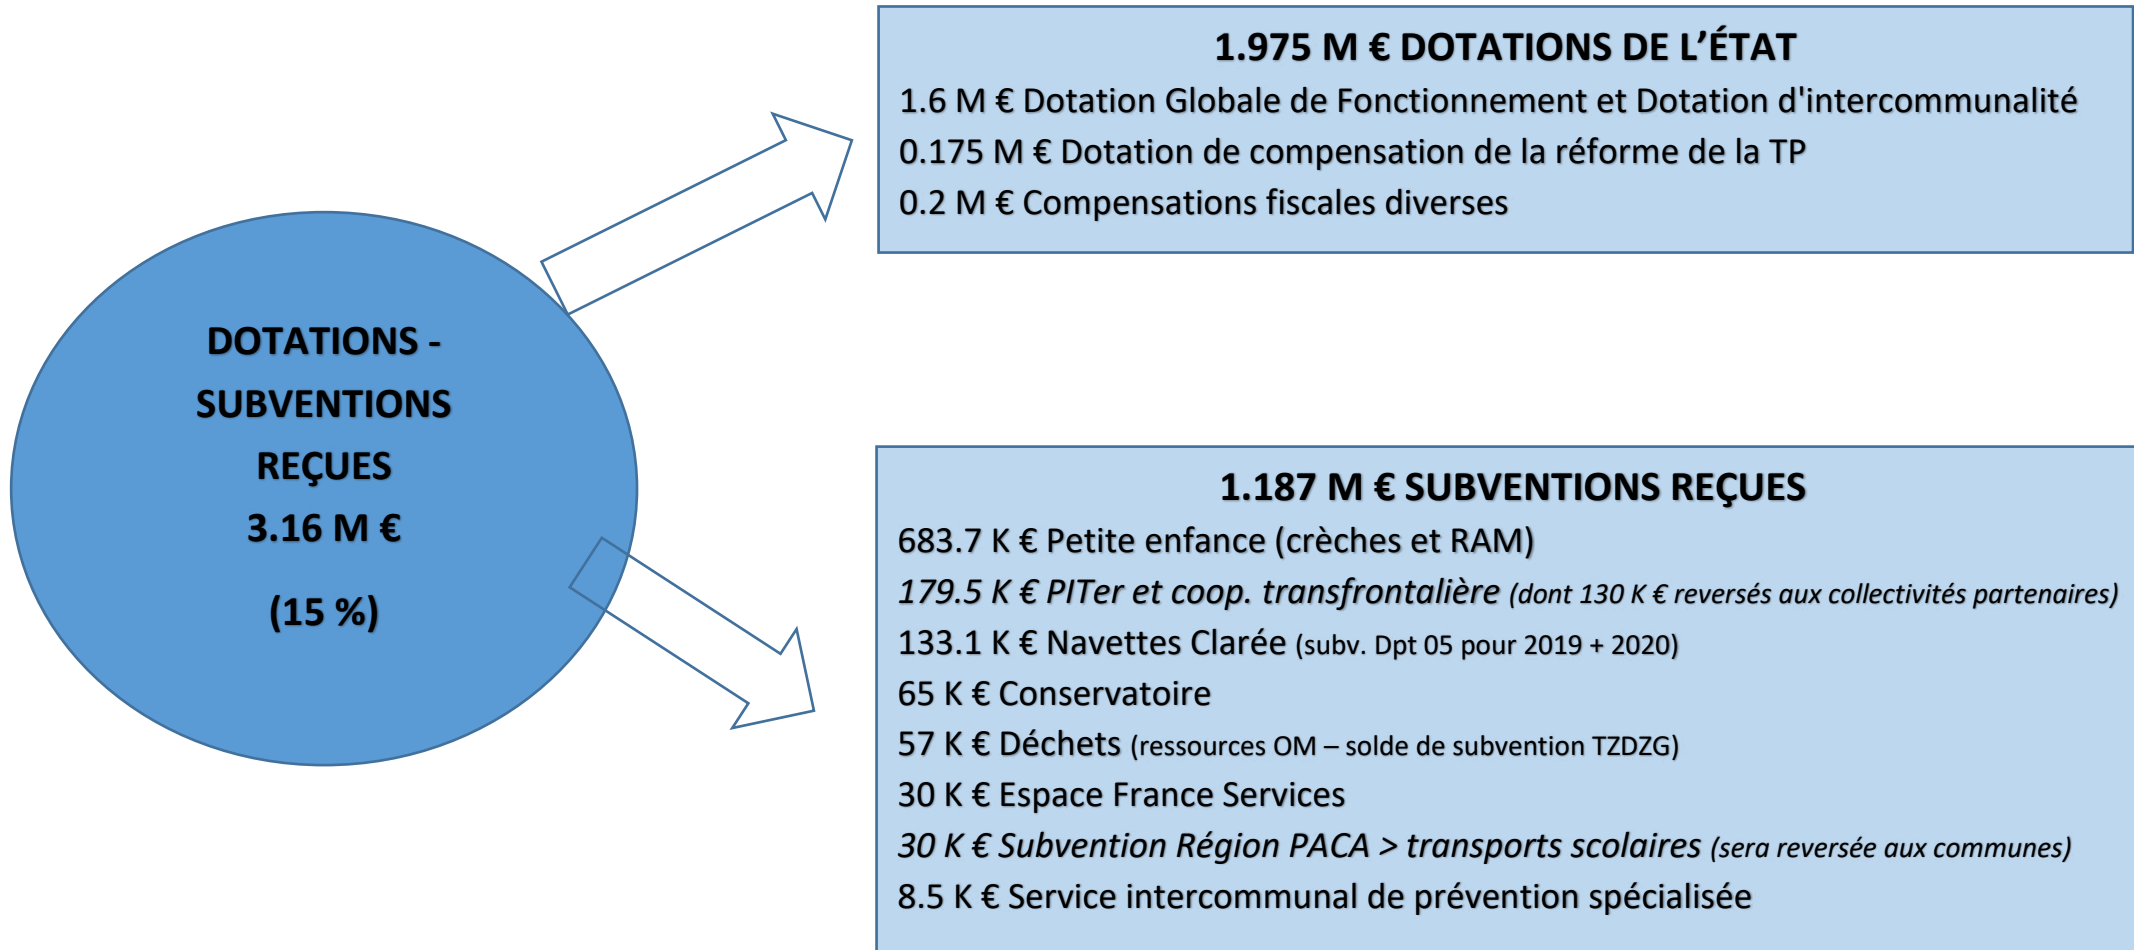 DOTATIONS -
SUBVENTIONS
REÇUES
3.16 M €
(15 %)
1.975 M € DOTATIONS DE L’ÉTAT
1.6 M € Dotation Globale de Fonctionnement et Dotation d'intercommunalité
0.175 M € Dotation de compensation de la réforme de la TP
0.2 M € Compensations fiscales diverses
1.187 M € SUBVENTIONS REÇUES
683.7 K € Petite enfance (crèches et RAM)
179.5 K € PITer et coop. transfrontalière (dont 130 K € reversés aux collectivités partenaires)
133.1 K € Navettes Clarée (subv. Dpt 05 pour 2019 + 2020)
65 K € Conservatoire
57 K € Déchets (ressources OM – solde de subvention TZDZG)
30 K € Espace France Services
30 K € Subvention Région PACA > transports scolaires (sera reversée aux communes)
8.5 K € Service intercommunal de prévention spécialisée